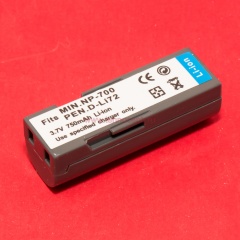 Fits MIN.NP-700
PEN.D-Li72
3.7V 750mAh Li-ion
Use specified charger only
Li-ion